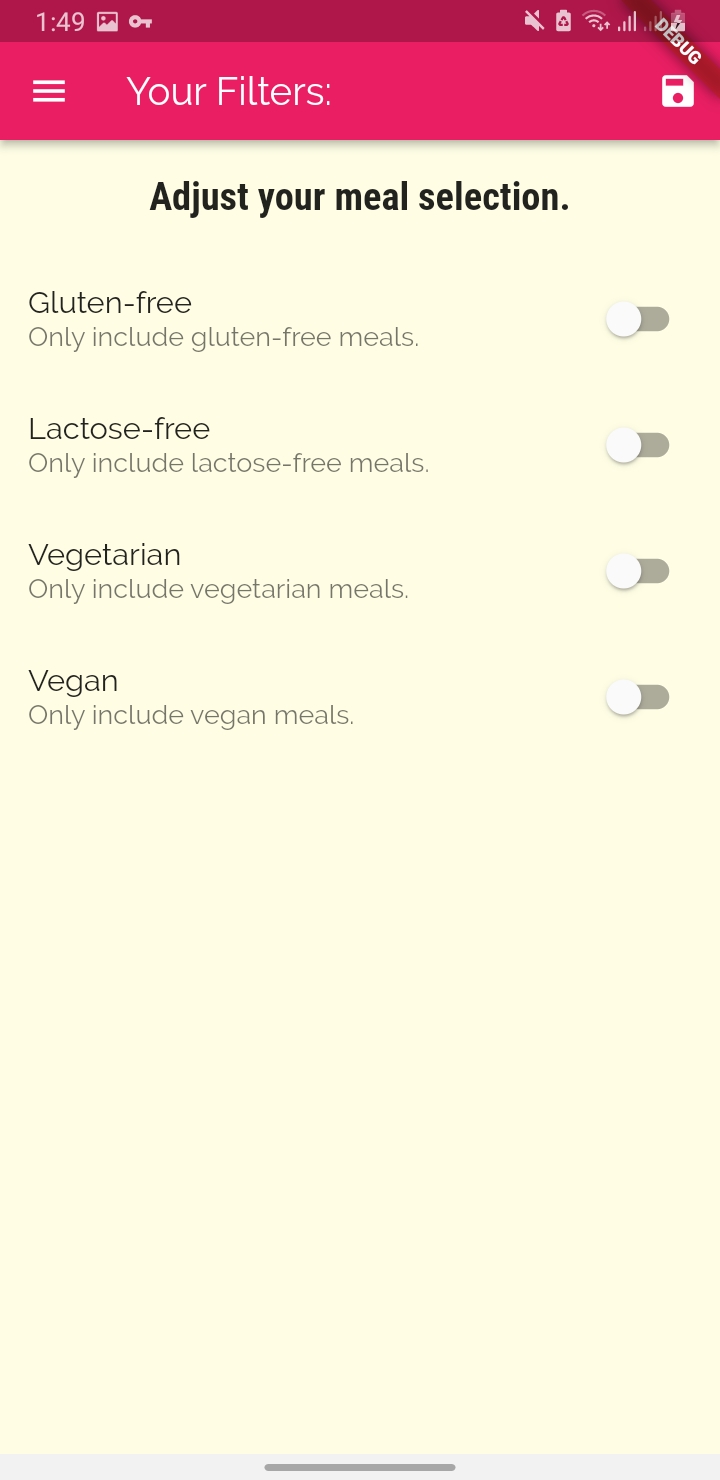 1:49
DEBUG
Your Filters:
Adjust your meal selection.
Gluten-free
Only include gluten-free meals.
Lactose-free
Only include lactose-free meals.
Vegetarian
Only include vegetarian meals.
Vegan
Only include vegan meals.